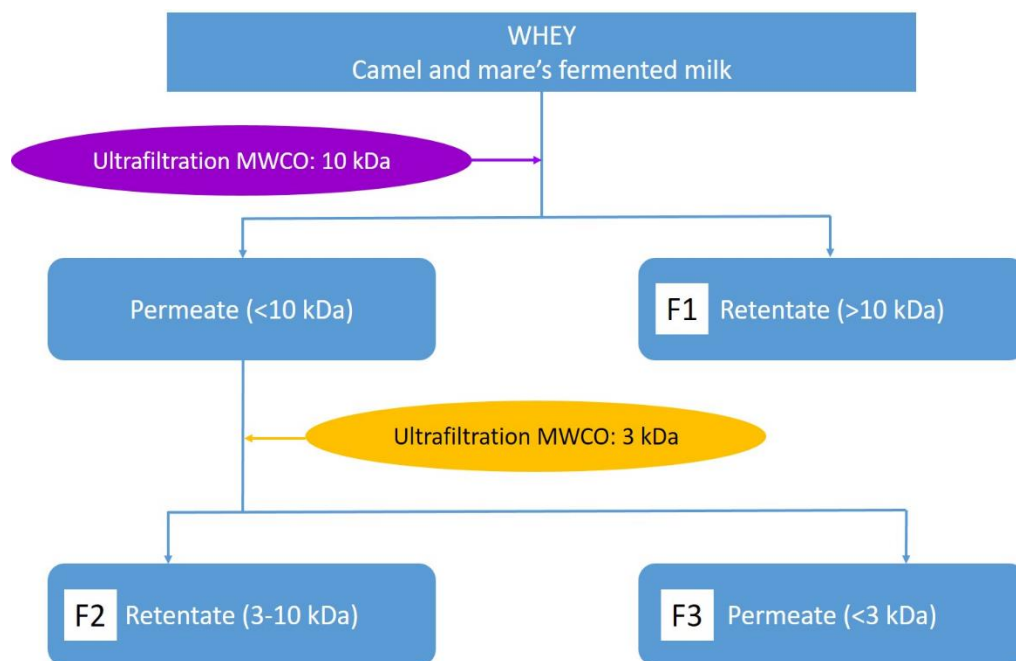 WHEY
Camel and mare's fermented milk
Ultrafiltration MWCO: 10 kDa
Permeate (<10 kDa)
F1 Retentate (>10 kDa)
Ultrafiltration MWCO: 3 kDa
F2 Retentate (3-10 kDa)
F3 Permeate (<3 kDa)